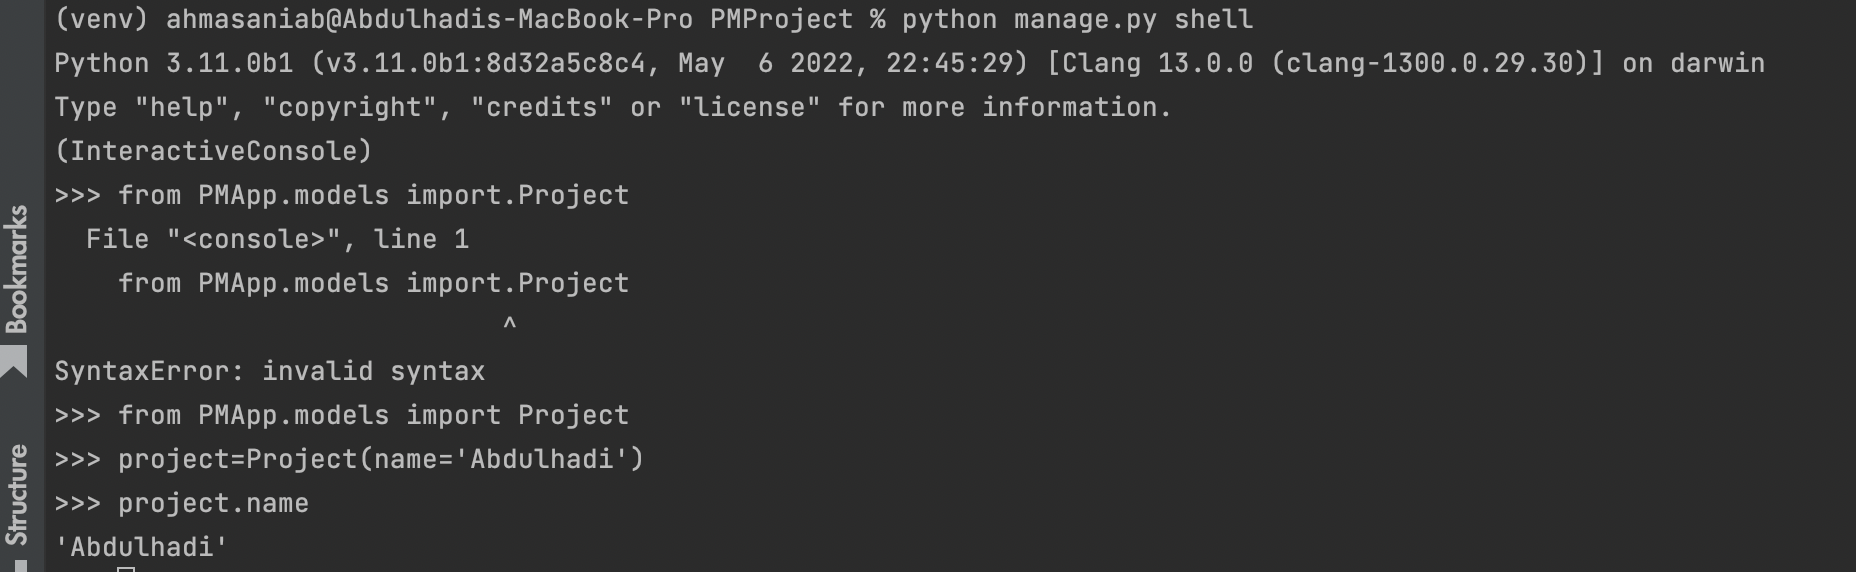 (venv) ahmasaniab@Abdulhadis-MacBook-Pro PMProject % python manage.py shell
Python 3.11.0b1 (v3.11.0b1:8d32a5c8c4, May  6 2022, 22:45:29) [Clang 13.0.0 (clang-1300.0.29.30)] on darwin
Type "help", "copyright", "credits" or "license" for more information.
(InteractiveConsole)
>>> from PMApp.models import.Project
  File "<console>", line 1
    from PMApp.models import.Project
                            ^
SyntaxError: invalid syntax
>>> from PMApp.models import Project
>>> project=Project(name='Abdulhadi')
>>> project.name
'Abdulhadi'
Bookmarks
Structure